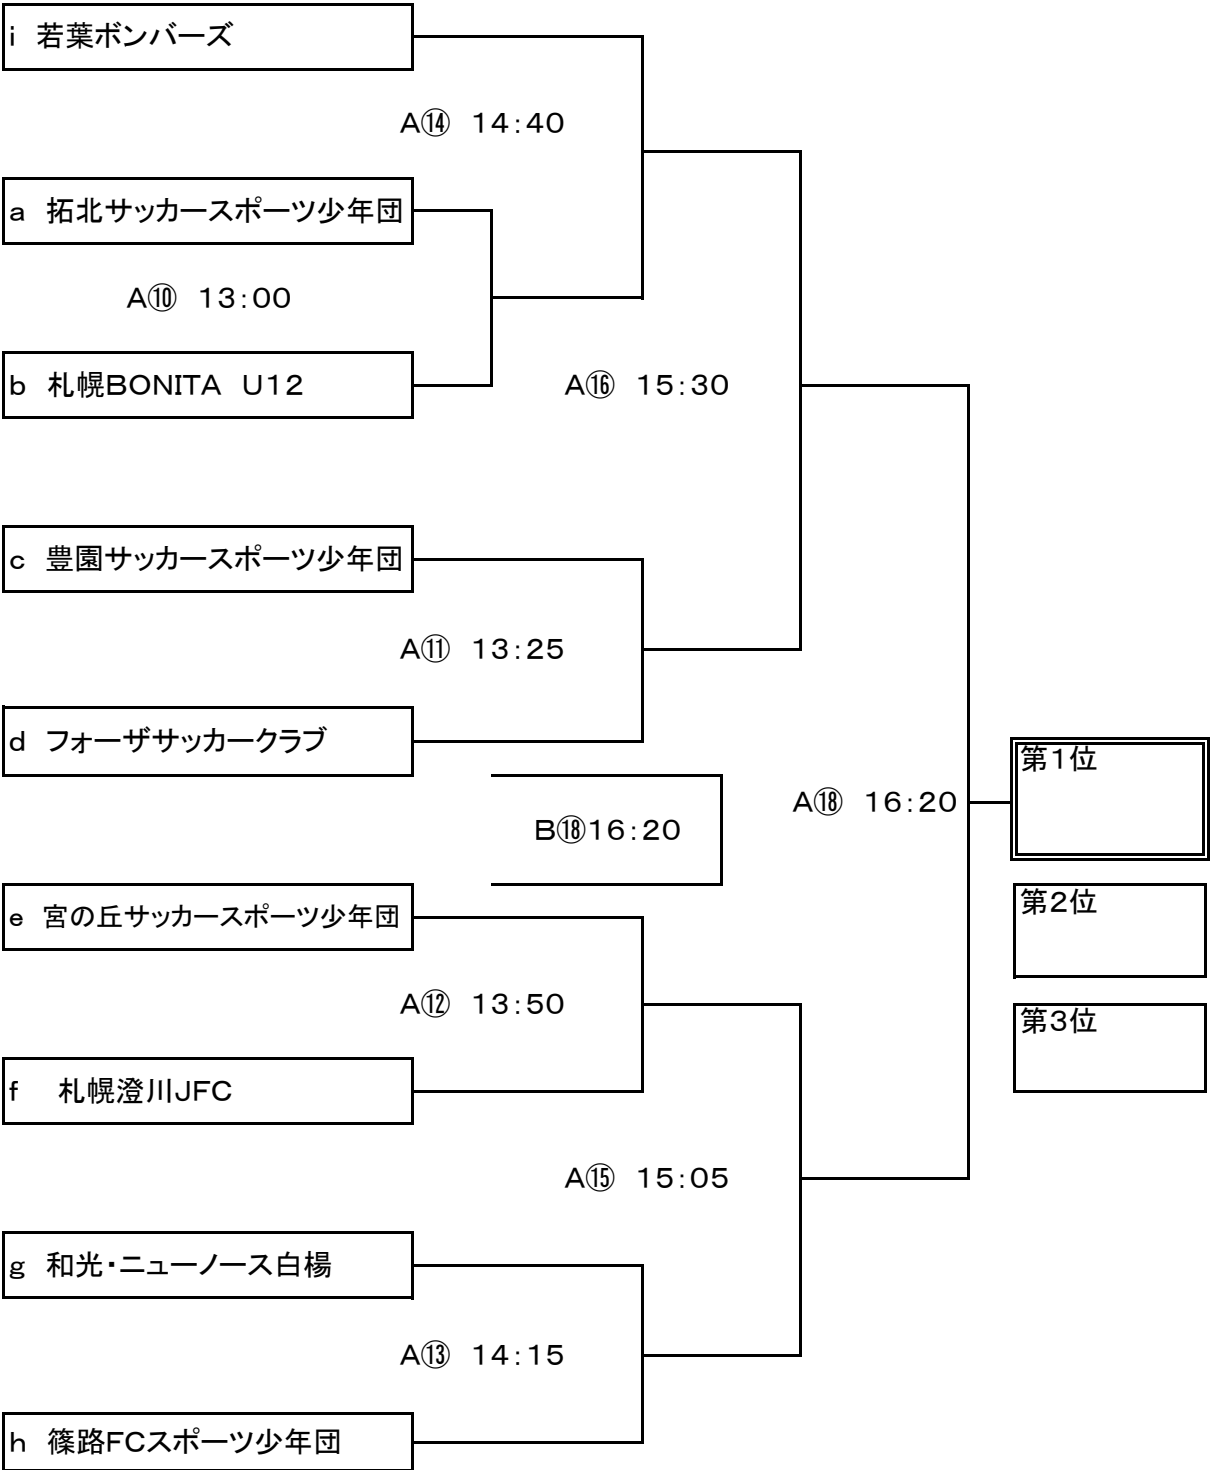 i　若葉ボンバーズ
A⑭　14：40
a　拓北サッカースポーツ少年団
A⑩　13：00
b　札幌BONITA　U12
A⑯　15：30
c　豊園サッカースポーツ少年団
A⑪　13：25
d　フォーザサッカークラブ
第1位
A⑱　16：20
B⑱16：20
第2位
e　宮の丘サッカースポーツ少年団
A⑫　13：50
第3位
f　札幌澄川JFC
A⑮　15：05
g　和光・ニューノース白楊
A⑬　14：15
h　篠路FCスポーツ少年団